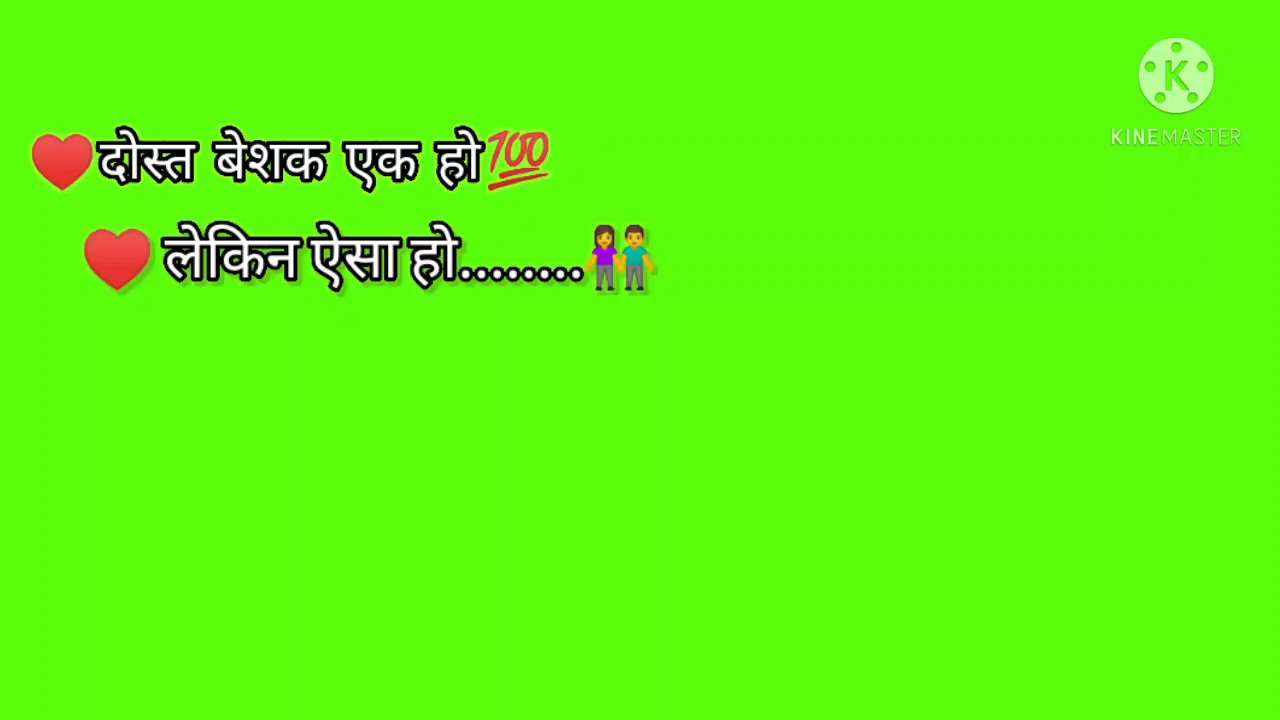 ❤️दोस्त बेशक एक हो💯
❤️ लेकिन ऐसा हो........👫
K
KINEMASTER